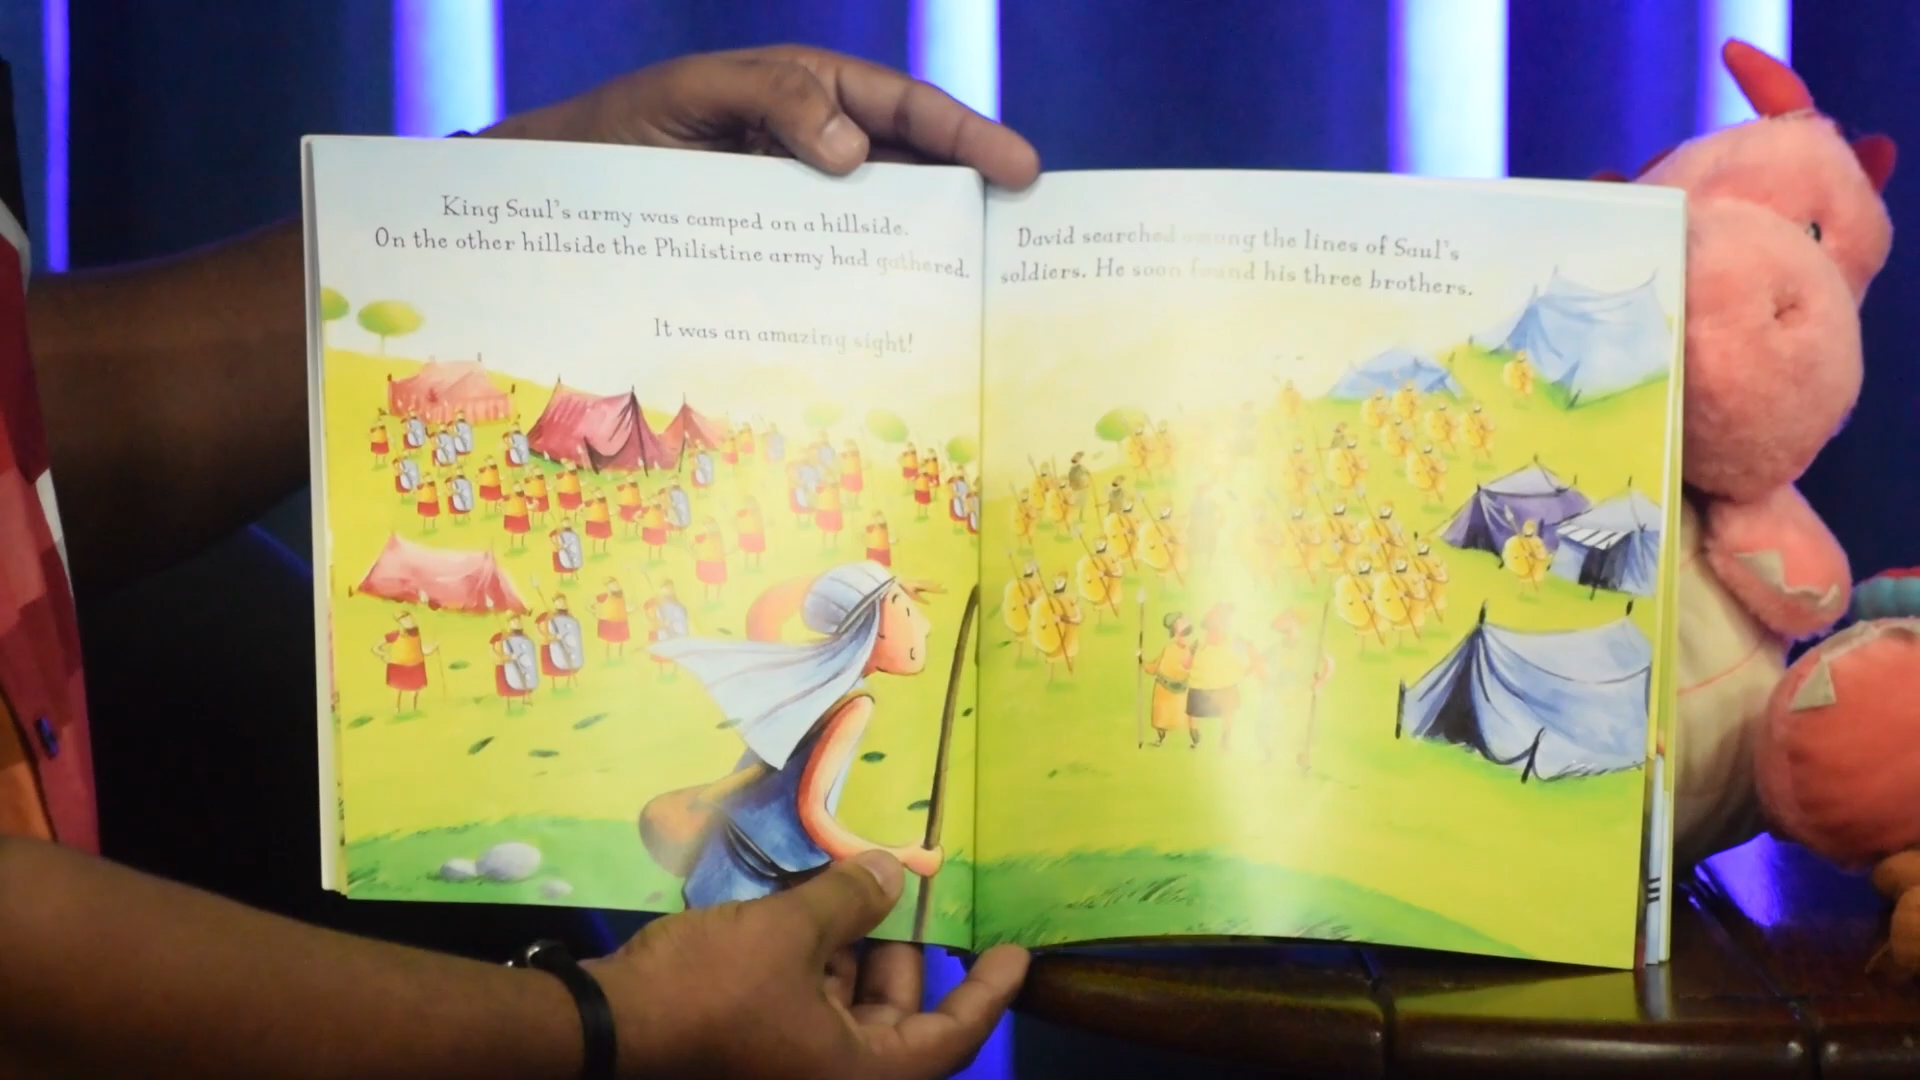 King Saul's army was camped on a hillside.
On the other hillside the Philistine army had gathered.
It was an amazing sight!
David searched among the lines of Saul's
soldiers. He soon found his three brothers.